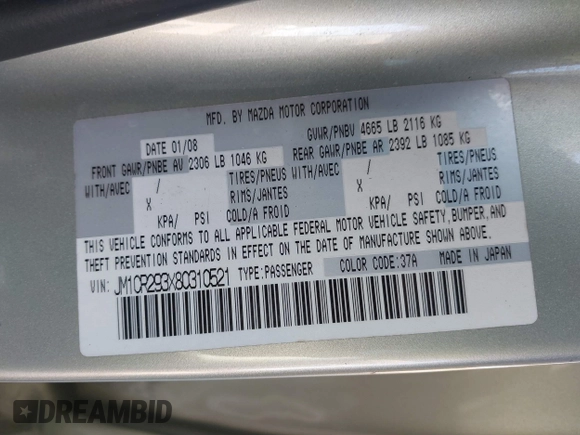 MFD. BY MAZDA MOTOR CORPORATION
DATE 01/08
GVWR/PNBV 4665 LB 2116 KG
FRONT GAWR/PNBE AV 2306 LB 1046 KG
REAR GAWR/PNBE AR 2392 LB 1085 KG
WITH/AVEC / TIRES/PNEUS WITH/AVEC / TIRES/PNEUS
X RIMS/JANTES X RIMS/JANTES
KPA/ PSI COLD/A FROID KPA/ PSI COLD/A FROID
THIS VEHICLE CONFORMS TO ALL APPLICABLE FEDERAL MOTOR VEHICLE SAFETY, BUMPER, AND
THEFT PREVENTION STANDARDS IN EFFECT ON THE DATE OF MANUFACTURE SHOWN ABOVE.
VIN: JM1CR293X80310521 TYPE:PASSENGER COLOR CODE:37A MADE IN JAPAN
DREAMBID